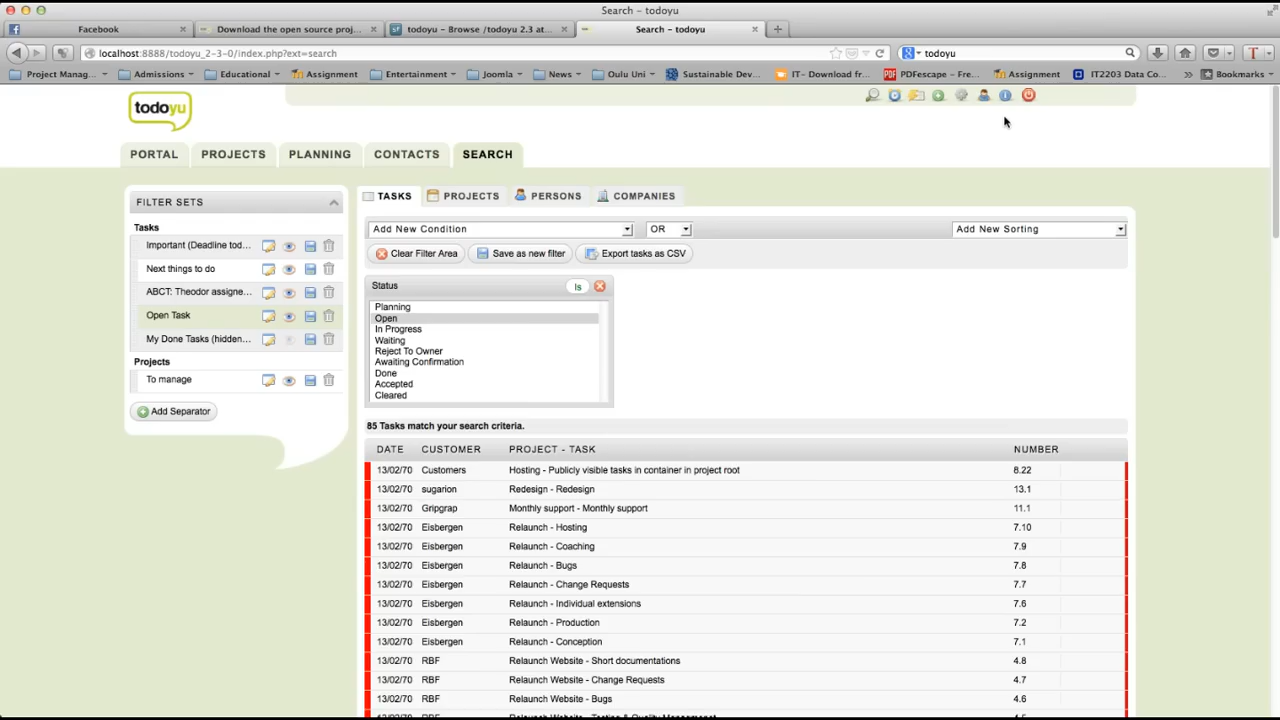 Search - todoyu
Facebook
Download the open source proj...
todoyu - Browse /todoyu 2.3 at...
Search - todoyu
localhost:8888/todoyu_2-3-0/index.php?ext=search
todoyu
Project Manag...
Admissions
Educational
Assignment
Entertainment
Joomla
News
Oulu Uni
Sustainable Dev...
IT- Download fr...
PDFescape - Fre...
Assignment
IT2203 Data Co...
Bookmarks
todoyu
PORTAL
PROJECTS
PLANNING
CONTACTS
SEARCH
FILTER SETS
Tasks
Important (Deadline tod...
Next things to do
ABCT: Theodor assigne...
Open Task
My Done Tasks (hidden...
Projects
To manage
Add Separator
TASKS
PROJECTS
PERSONS
COMPANIES
Add New Condition
OR
Add New Sorting
Clear Filter Area
Save as new filter
Export tasks as CSV
Status
Is
Planning
Open
In Progress
Waiting
Reject To Owner
Awaiting Confirmation
Done
Accepted
Cleared
85 Tasks match your search criteria.
DATE CUSTOMER PROJECT - TASK NUMBER
13/02/70 Customers Hosting - Publicly visible tasks in container in project root 8.22
13/02/70 sugarion Redesign - Redesign 13.1
13/02/70 Gripgrap Monthly support - Monthly support 11.1
13/02/70 Eisbergen Relaunch - Hosting 7.10
13/02/70 Eisbergen Relaunch - Coaching 7.9
13/02/70 Eisbergen Relaunch - Bugs 7.8
13/02/70 Eisbergen Relaunch - Change Requests 7.7
13/02/70 Eisbergen Relaunch - Individual extensions 7.6
13/02/70 Eisbergen Relaunch - Production 7.2
13/02/70 Eisbergen Relaunch - Conception 7.1
13/02/70 RBF Relaunch Website - Short documentations 4.8
13/02/70 RBF Relaunch Website - Change Requests 4.7
13/02/70 RBF Relaunch Website - Bugs 4.6